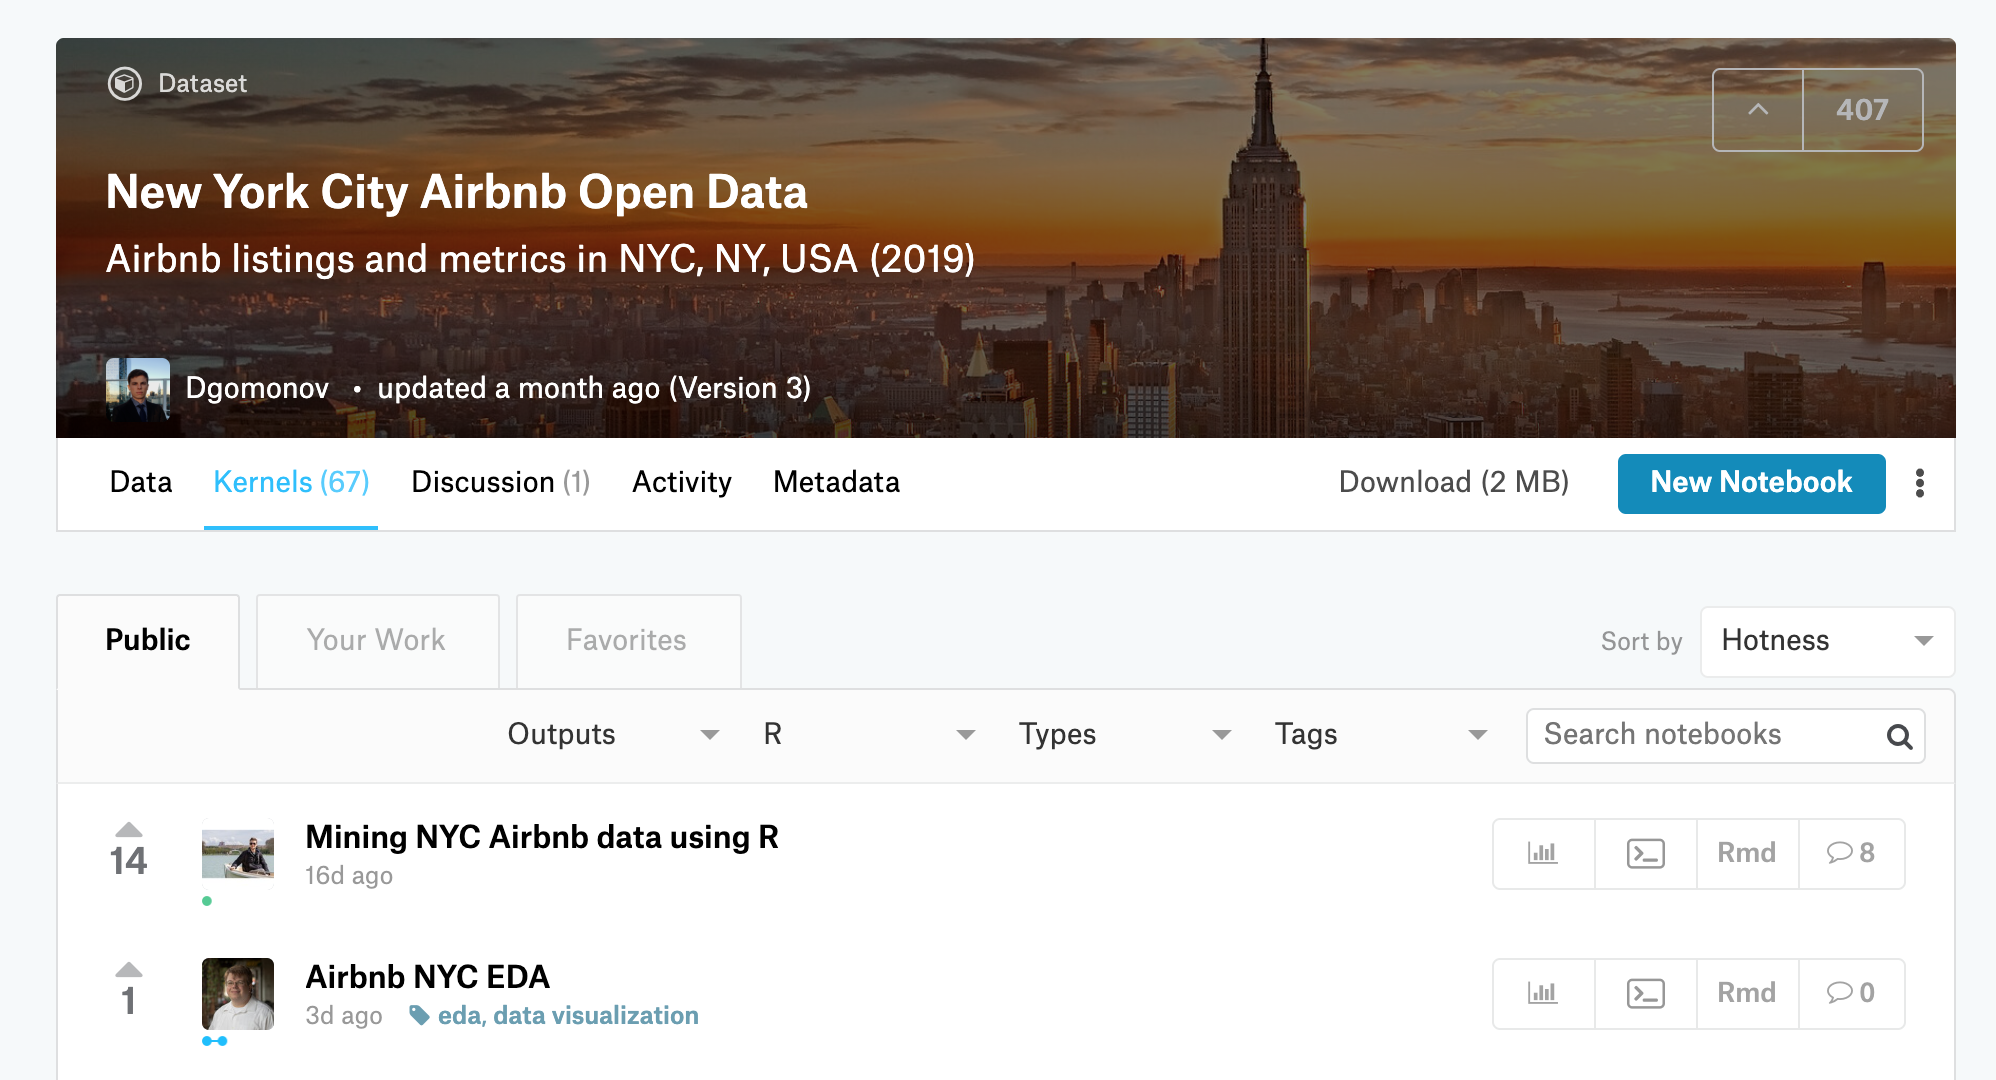 Dataset
407
New York City Airbnb Open Data
Airbnb listings and metrics in NYC, NY, USA (2019)
Dgomonov • updated a month ago (Version 3)
Data Kernels (67) Discussion (1) Activity Metadata Download (2 MB) New Notebook
Public Your Work Favorites Sort by Hotness
Outputs R Types Tags Search notebooks
14 Mining NYC Airbnb data using R
16d ago
Rmd 8
1 Airbnb NYC EDA
3d ago eda, data visualization
Rmd 0